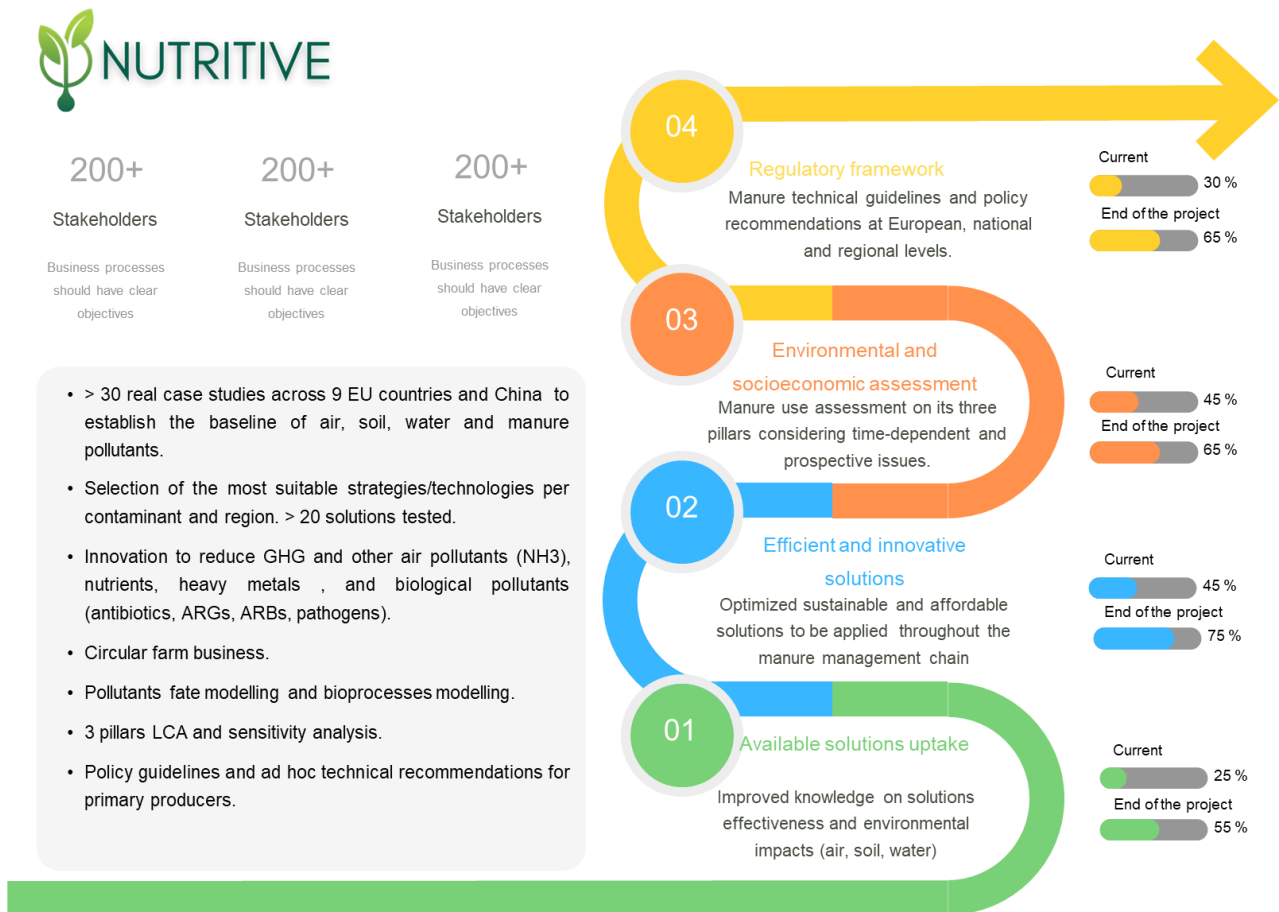 NUTRITIVE
200+
Stakeholders
Business processes
should have clear
objectives
200+
Stakeholders
Business processes
should have clear
objectives
200+
Stakeholders
Business processes
should have clear
objectives
• > 30 real case studies across 9 EU countries and China to
establish the baseline of air, soil, water and manure
pollutants.
• Selection of the most suitable strategies/technologies per
contaminant and region. > 20 solutions tested.
• Innovation to reduce GHG and other air pollutants (NH3),
nutrients, heavy metals , and biological pollutants
(antibiotics, ARGs, ARBs, pathogens).
• Circular farm business.
• Pollutants fate modelling and bioprocesses modelling.
• 3 pillars LCA and sensitivity analysis.
• Policy guidelines and ad hoc technical recommendations for
primary producers.
04
Regulatory framework
Manure technical guidelines and policy
recommendations at European, national
and regional levels.
Current
30 %
End of the project
65 %
03
Environmental and
socioeconomic assessment
Manure use assessment on its three
pillars considering time-dependent and
prospective issues.
Current
45 %
End of the project
65 %
02
Efficient and innovative
solutions
Optimized sustainable and affordable
solutions to be applied throughout the
manure management chain
Current
45 %
End of the project
75 %
01
Available solutions uptake
Improved knowledge on solutions
effectiveness and environmental
impacts (air, soil, water)
Current
25 %
End of the project
55 %